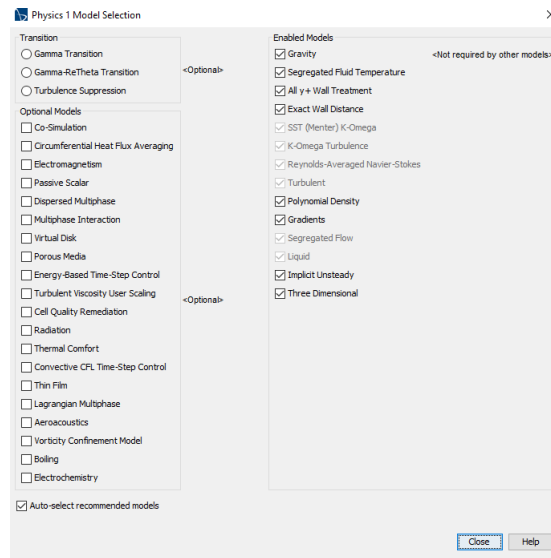 Physics 1 Model Selection
Transition
Gamma Transition
Gamma-ReTheta Transition
<Optional>
Turbulence Suppression
Optional Models
Co-Simulation
Circumferential Heat Flux Averaging
Electromagnetism
Passive Scalar
Dispersed Multiphase
Multiphase Interaction
Virtual Disk
Porous Media
Energy-Based Time-Step Control
Turbulent Viscosity User Scaling
<Optional>
Cell Quality Remediation
Radiation
Thermal Comfort
Convective CFL Time-Step Control
Thin Film
Lagrangian Multiphase
Aeroacoustics
Vorticity Confinement Model
Boiling
Electrochemistry
Enabled Models
Gravity
<Not required by other models>
Segregated Fluid Temperature
All y+ Wall Treatment
Exact Wall Distance
SST (Menter) K-Omega
K-Omega Turbulence
Reynolds-Averaged Navier-Stokes
Turbulent
Polynomial Density
Gradients
Segregated Flow
Liquid
Implicit Unsteady
Three Dimensional
Auto-select recommended models
Close
Help